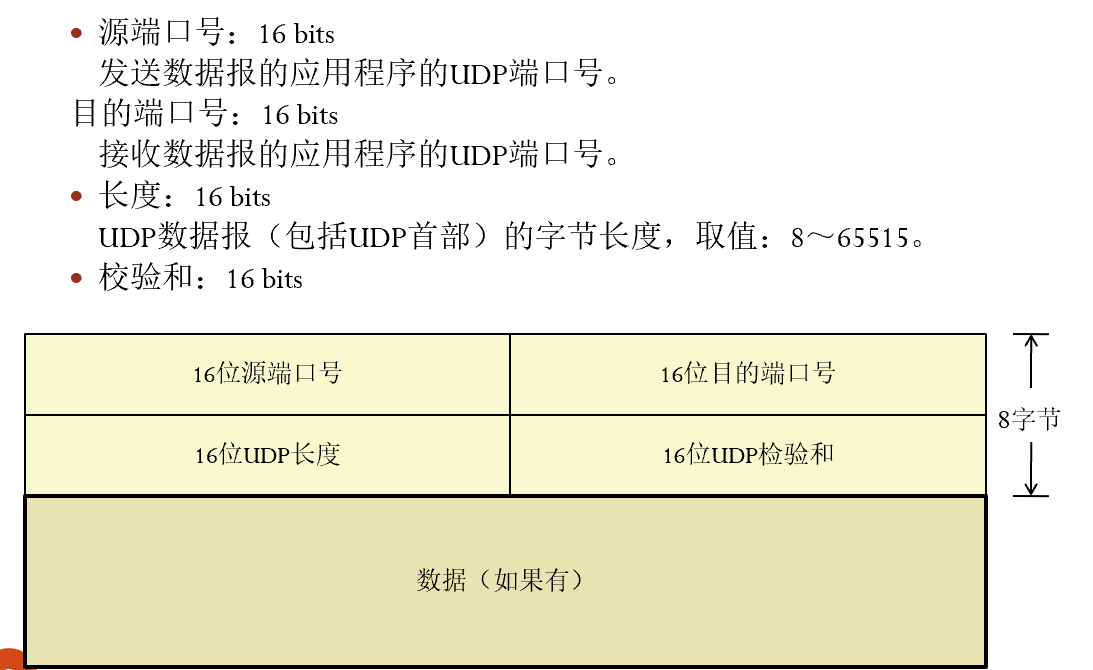 • 源端口号：16 bits
发送数据报的应用程序的UDP端口号。
目的端口号：16 bits
接收数据报的应用程序的UDP端口号。
• 长度：16 bits
UDP数据报（包括UDP首部）的字节长度，取值：8～65515。
• 校验和：16 bits
16位源端口号
16位目的端口号
8字节
16位UDP长度
16位UDP检验和
数据（如果有）